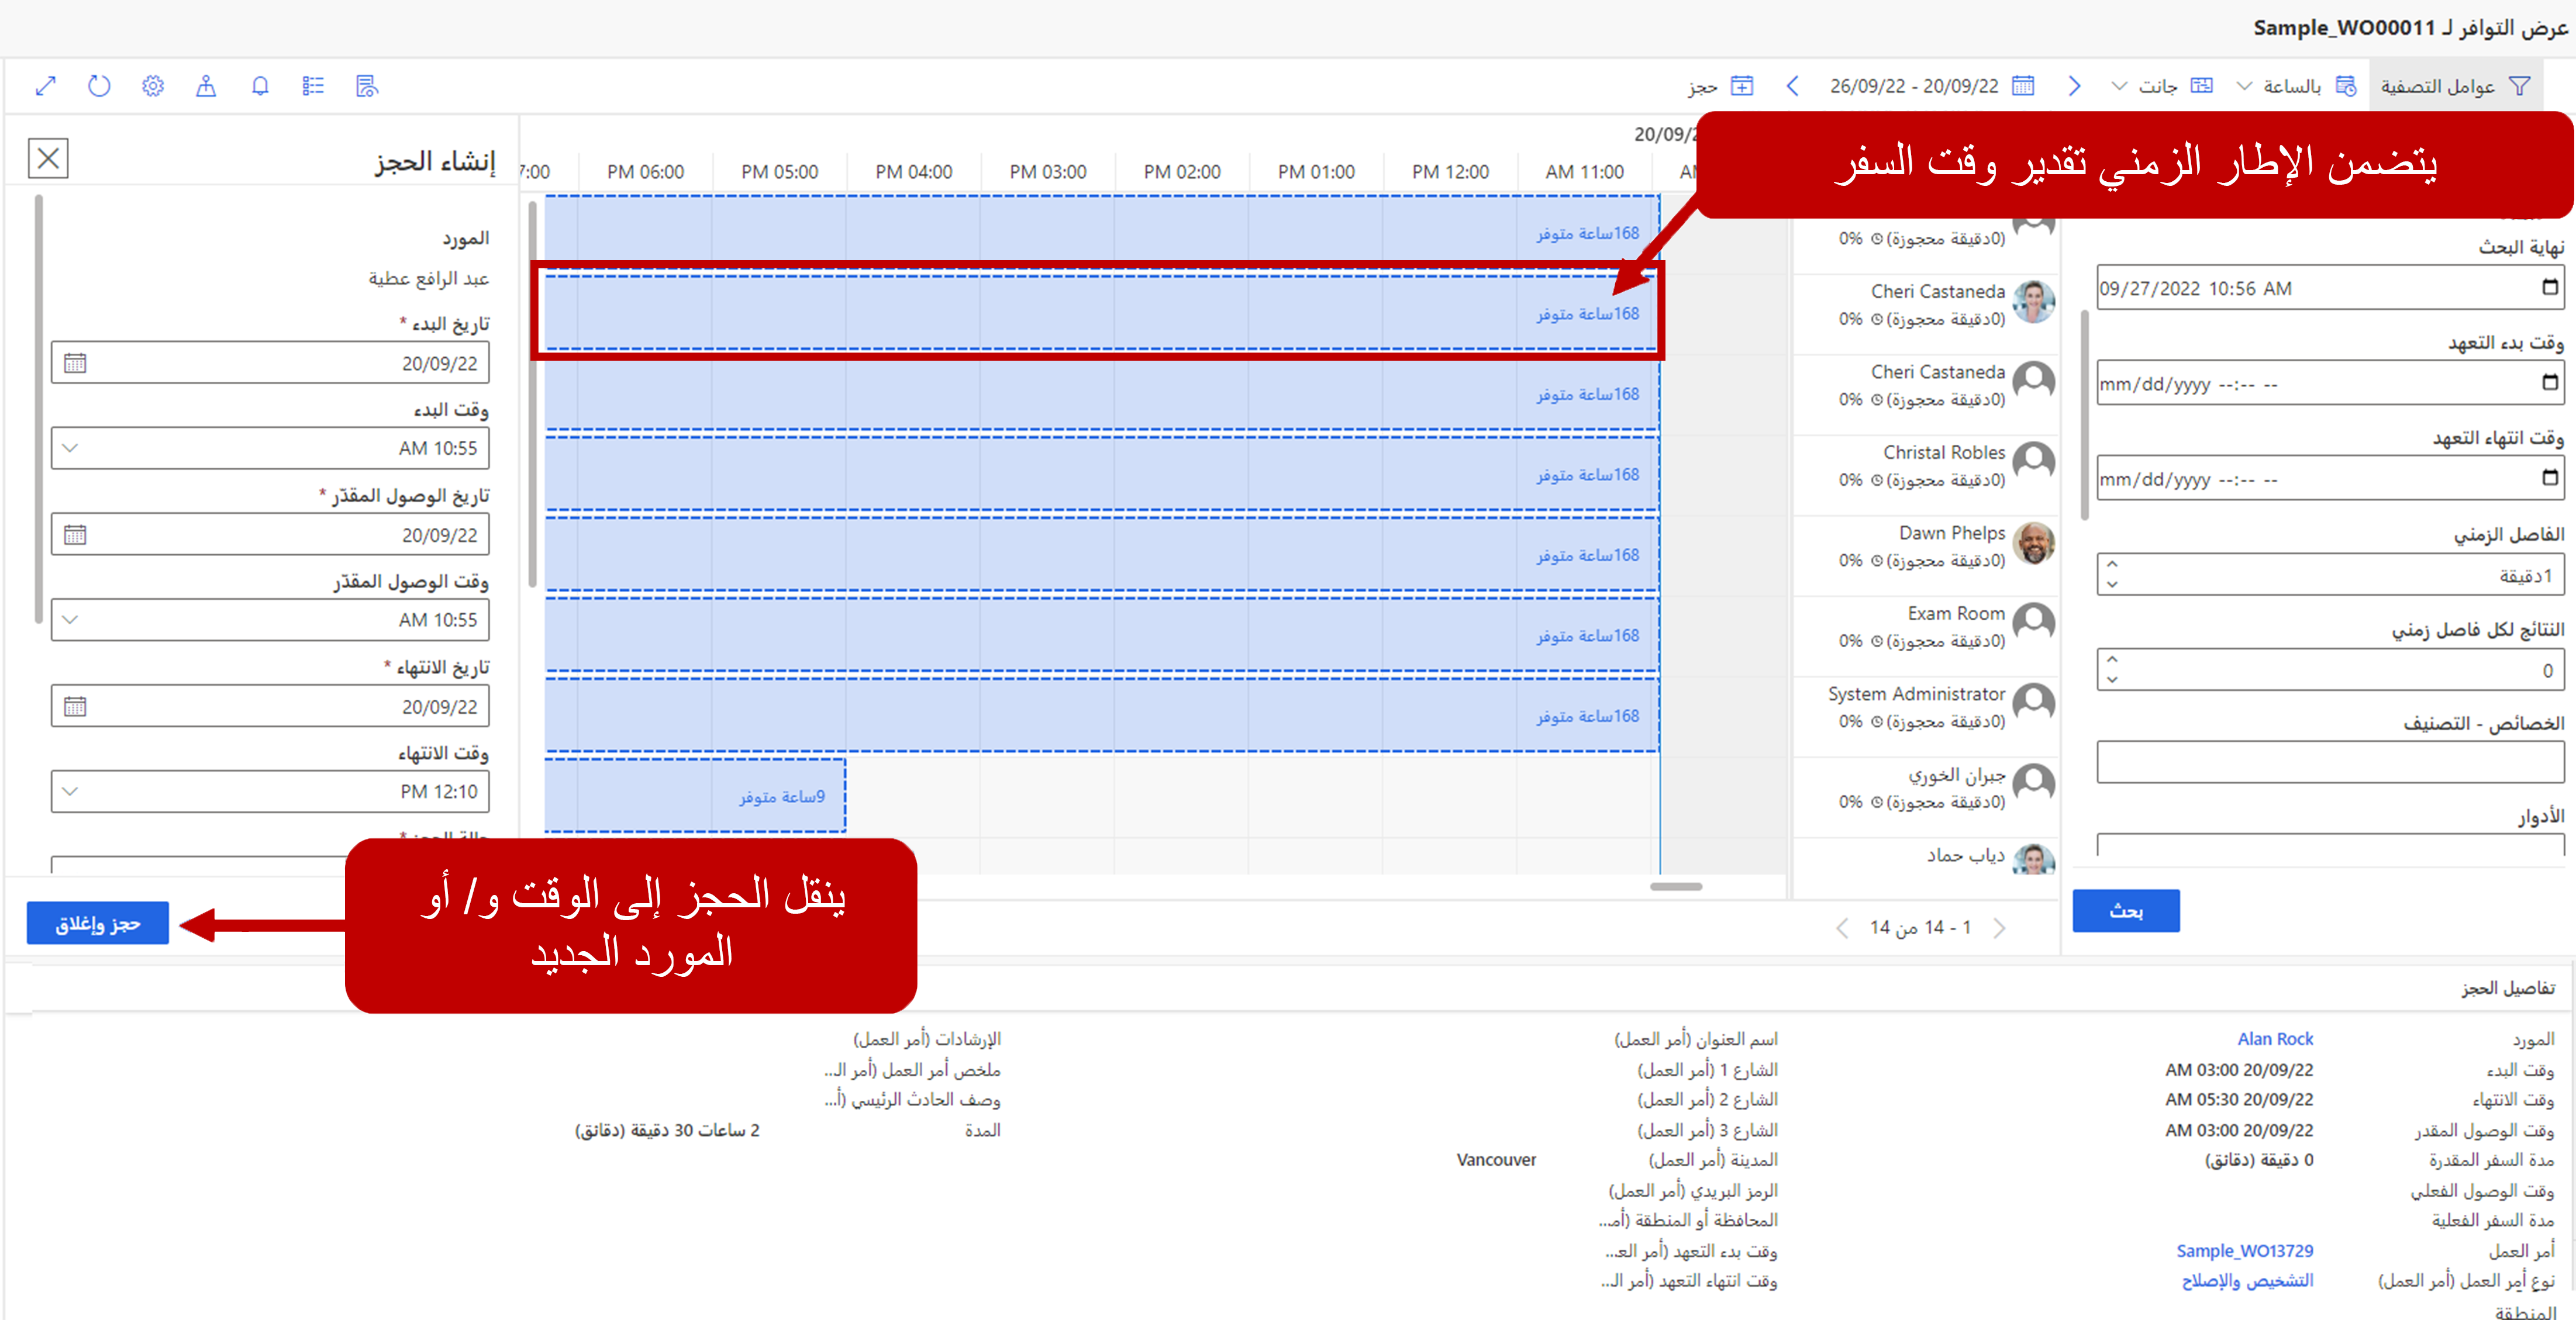 عرض التوافر لـ Sample_WO00011
عوامل التصفية
بالساعة
جانت
20/09/22 - 26/09/22
حجز
يتضمن الإطار الزمني تقدير وقت السفر
نهاية البحث
09/27/2022 10:56 AM
وقت بدء التعهد
mm/dd/yyyy --:-- --
وقت انتهاء التعهد
mm/dd/yyyy --:-- --
الفاصل الزمني
1دقيقة
النتائج لكل فاصل زمني
0
الخصائص - التصنيف
الأدوار
بحث
(0دقيقة محجوزة) 0%
Cheri Castaneda
(0دقيقة محجوزة) 0%
Cheri Castaneda
(0دقيقة محجوزة) 0%
Christal Robles
(0دقيقة محجوزة) 0%
Dawn Phelps
(0دقيقة محجوزة) 0%
Exam Room
(0دقيقة محجوزة) 0%
System Administrator
(0دقيقة محجوزة) 0%
جبران الخوري
(0دقيقة محجوزة) 0%
دياب حماد
1 - 14 من 14
AM 11:00
PM 12:00
PM 01:00
PM 02:00
PM 03:00
PM 04:00
PM 05:00
PM 06:00
168ساعة متوفر
168ساعة متوفر
168ساعة متوفر
168ساعة متوفر
168ساعة متوفر
168ساعة متوفر
168ساعة متوفر
9ساعة متوفر
إنشاء الحجز
المورد
عبد الرافع عطية
تاريخ البدء *
20/09/22
وقت البدء
AM 10:55
تاريخ الوصول المقدّر *
20/09/22
وقت الوصول المقدّر
AM 10:55
تاريخ الانتهاء *
20/09/22
وقت الانتهاء
PM 12:10
ينقل الحجز إلى الوقت و/ أو
المورد الجديد
حجز وإغلاق
تفاصيل الحجز
المورد Alan Rock
وقت البدء AM 03:00 20/09/22
وقت الانتهاء AM 05:30 20/09/22
وقت الوصول المقدر AM 03:00 20/09/22
مدة السفر المقدرة 0 دقيقة (دقائق)
وقت الوصول الفعلي
مدة السفر الفعلية
أمر العمل Sample_WO13729
نوع أمر العمل (أمر العمل) التشخيص والإصلاح
المنطقة
اسم العنوان (أمر العمل)
الشارع 1 (أمر العمل)
الشارع 2 (أمر العمل)
الشارع 3 (أمر العمل)
المدينة (أمر العمل) Vancouver
الرمز البريدي (أمر العمل)
المحافظة أو المنطقة (أم...
وقت بدء التعهد (أمر الع...
وقت انتهاء التعهد (أمر الـ...
الإرشادات (أمر العمل)
ملخص أمر العمل (أمر الـ...
وصف الحادث الرئيسي (أ...
المدة 2 ساعات 30 دقيقة (دقائق)